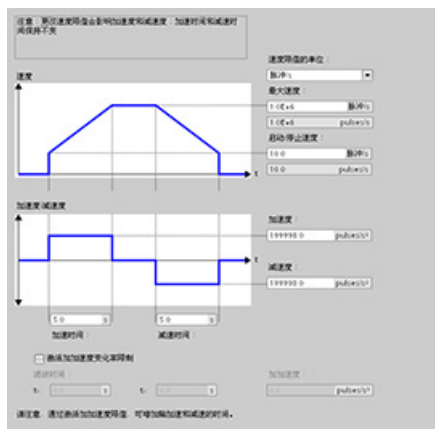 注意：更改速度限值会影响加速度和减速度；加速时间和减速时
间保持不变
速度限值的单位：
脉冲/s
速度
最大速度：
1.0E+6 脉冲/s
1.0E+6 pulses/s
启动/停止速度：
10.0 脉冲/s
10.0 pulses/s
t
加速度/减速度
加速度：
199998.0 pulses/s²
t
减速度：
199998.0 pulses/s²
5.0 s 5.0 s
加速时间： 减速时间：
激活加加速度变化率限制
滤波时间： 加加速度：
t₁ s t₂ s pulses/s³
请注意，通过激活加加速度限值，可增加输加速和减速的时间。